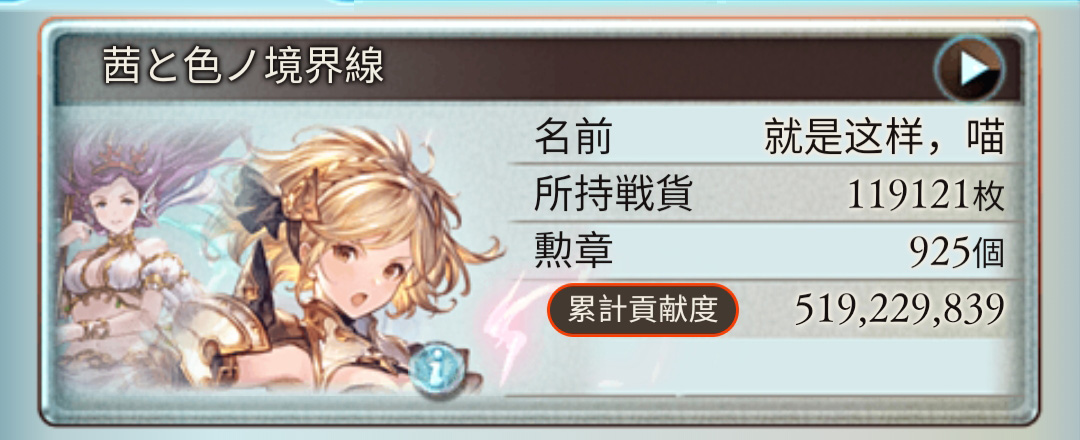 茜と色ノ境界線
名前 就是这样，喵
所持戦貨 119121枚
勲章 925個
累計貢献度 519,229,839